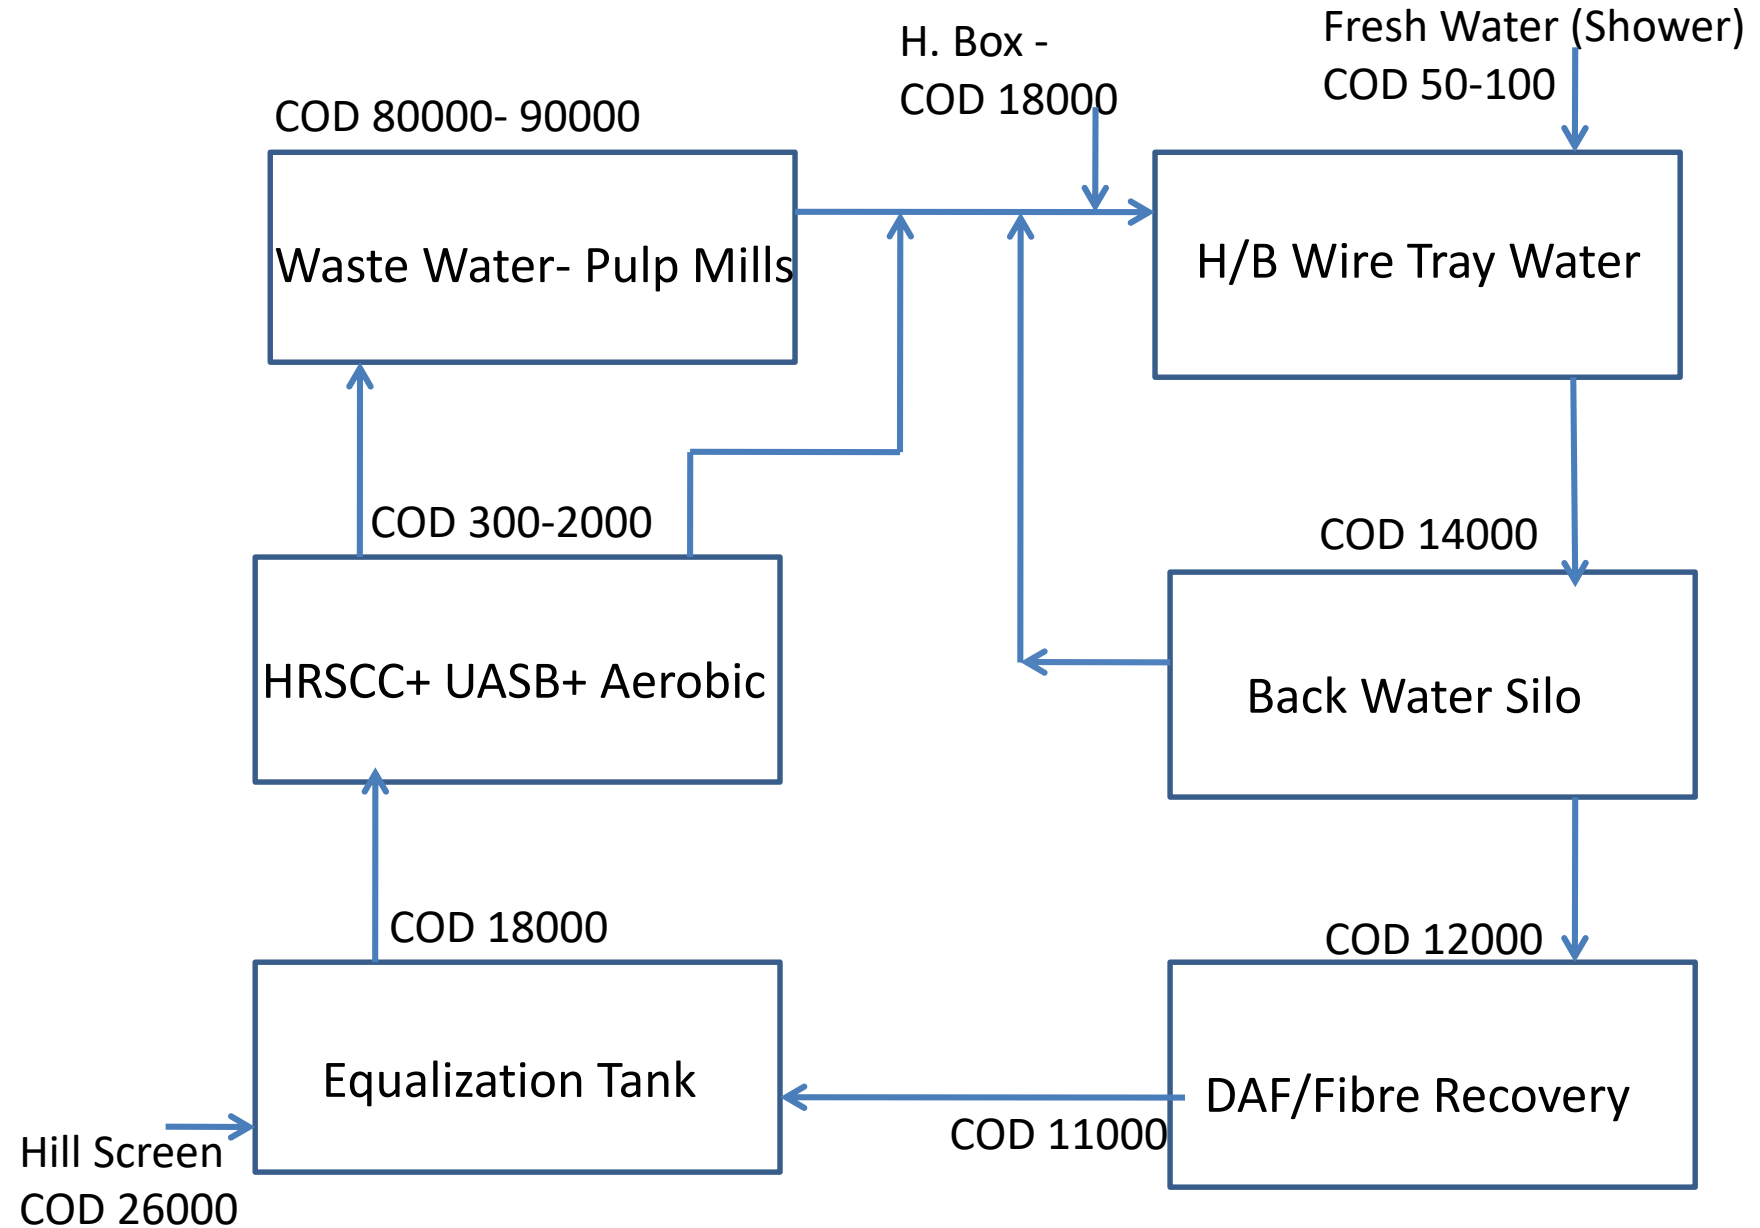 H. Box -
COD 18000
Fresh Water (Shower)
COD 50-100
COD 80000- 90000
Waste Water- Pulp Mills
H/B Wire Tray Water
COD 300-2000
COD 14000
HRSCC+ UASB+ Aerobic
Back Water Silo
COD 18000
COD 12000
Equalization Tank
DAF/Fibre Recovery
COD 11000
Hill Screen
COD 26000